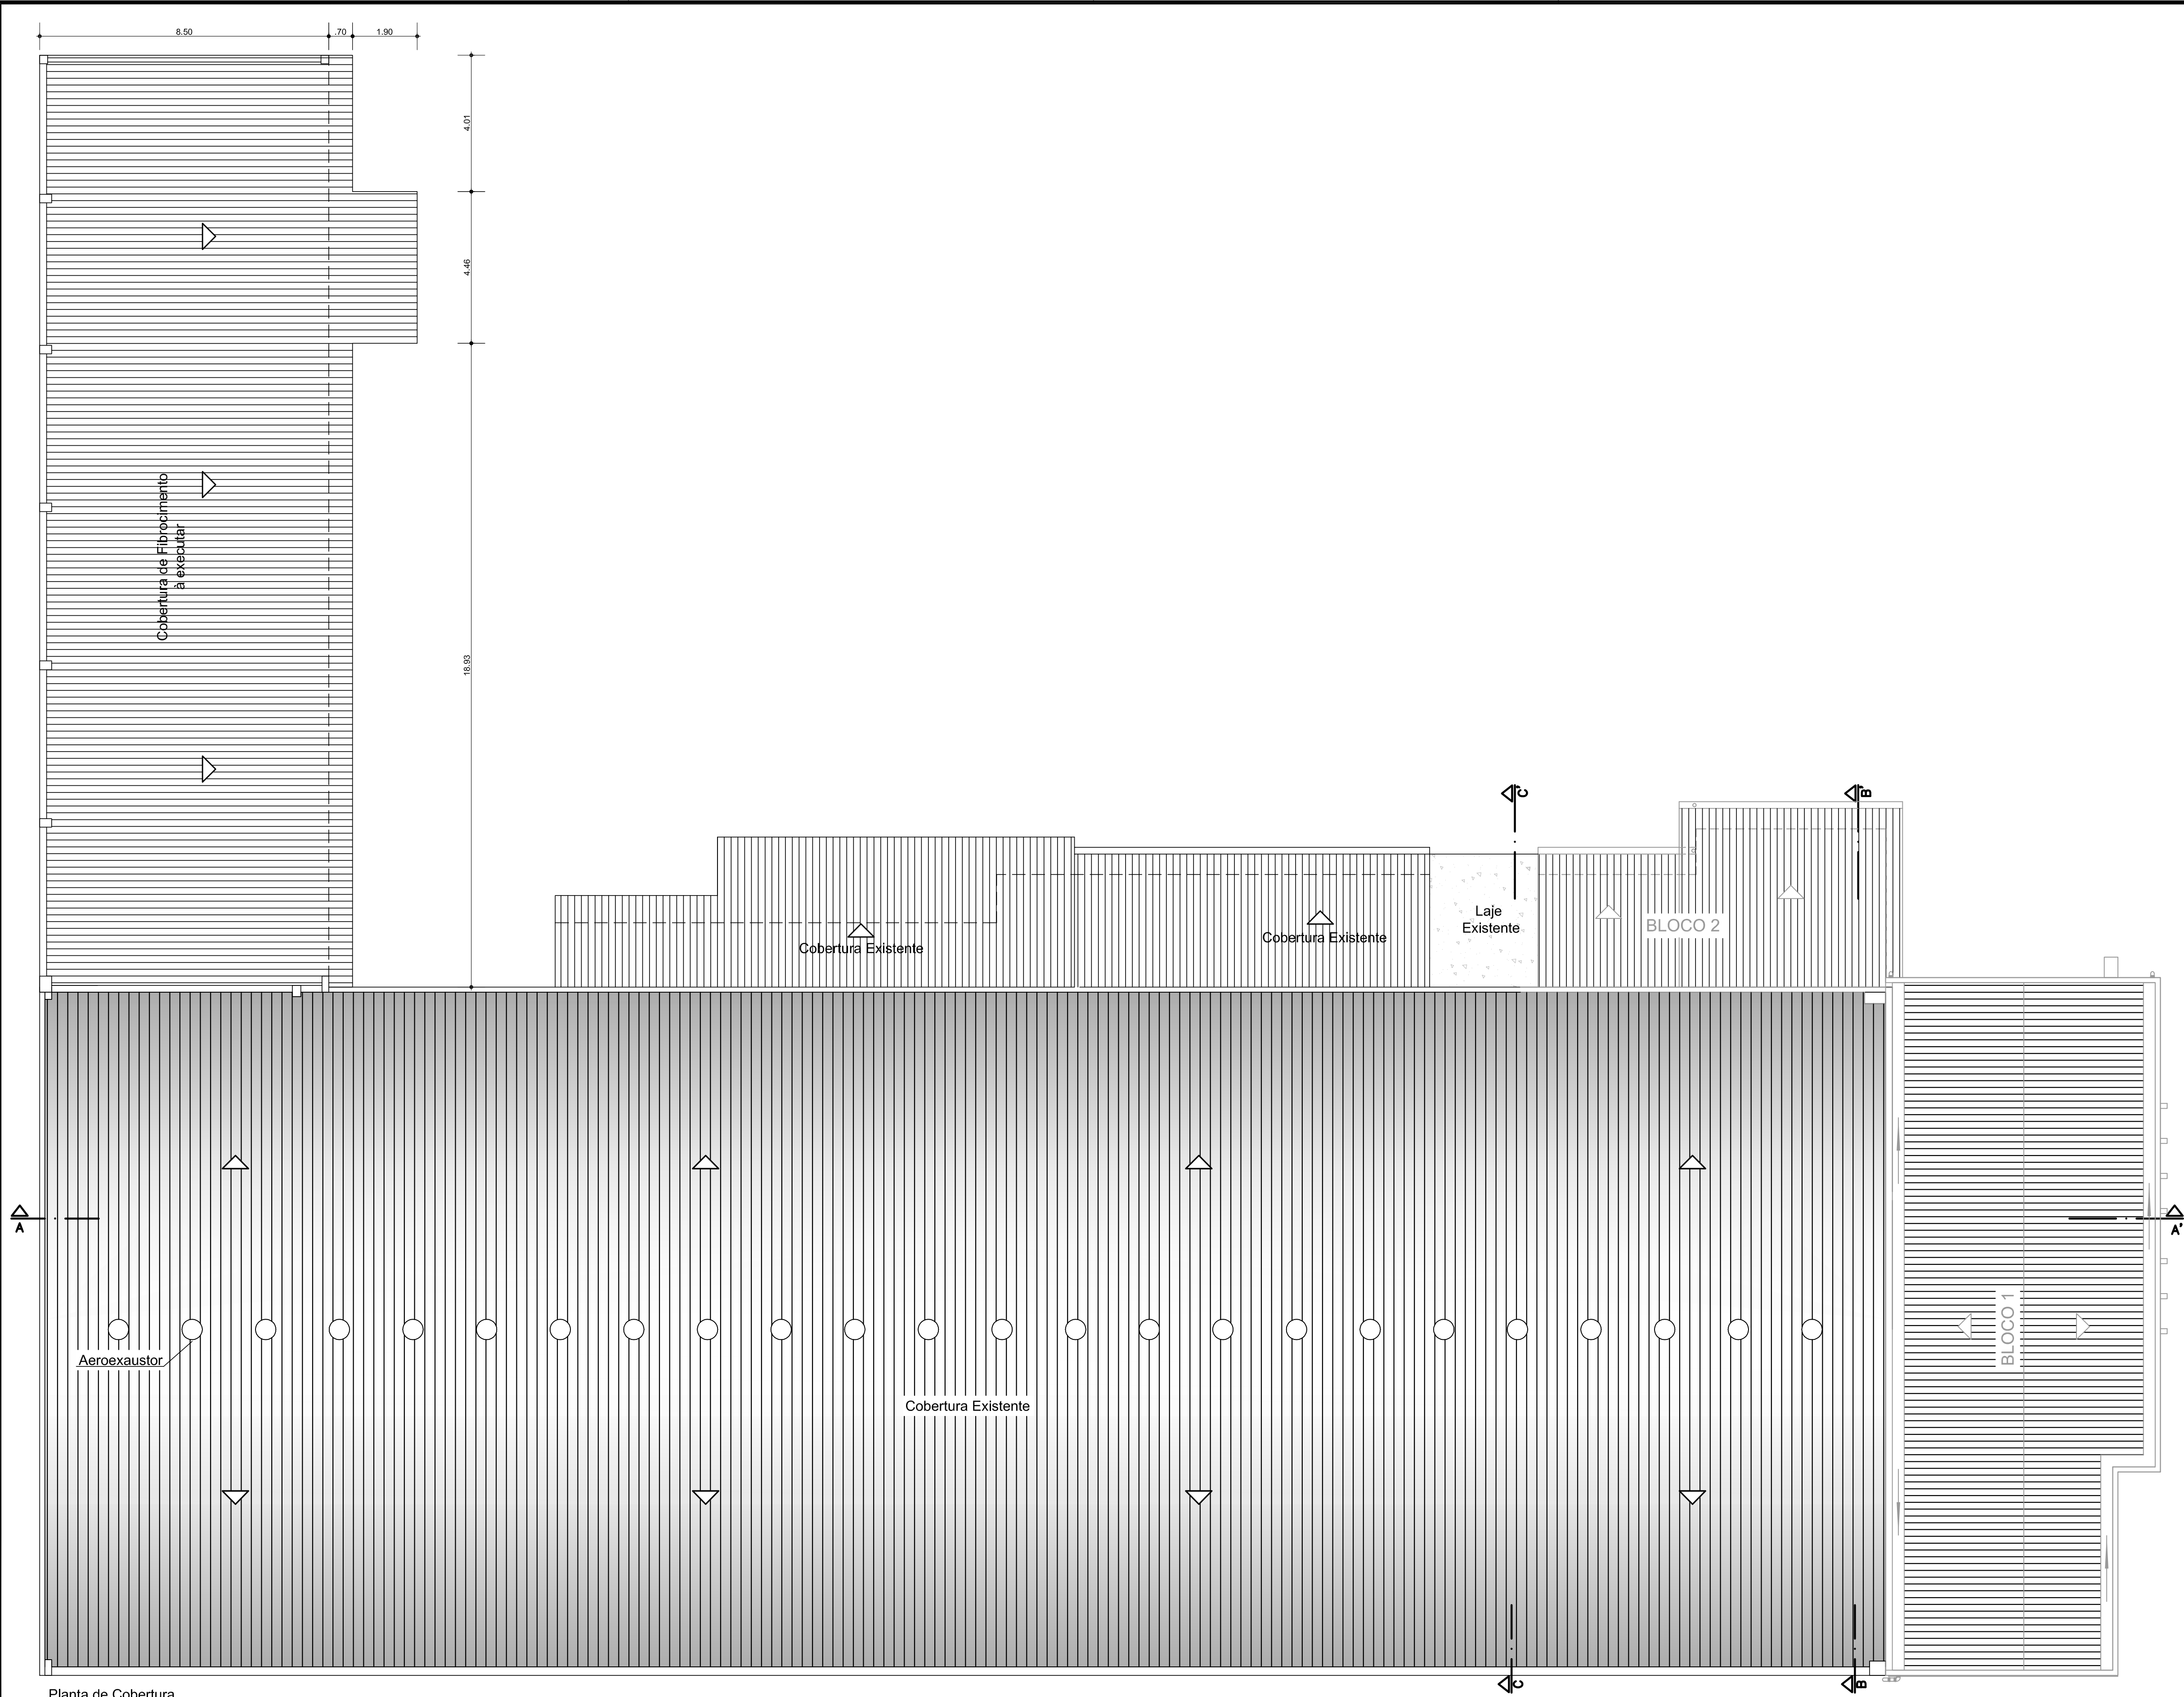 8.50
.70
1.90
4.01
4.46
18.93
Cobertura de Fibrocimento
à executar
C'
B'
Cobertura Existente
Cobertura Existente
Laje
Existente
BLOCO 2
A
A'
Aeroexaustor
Cobertura Existente
BLOCO 1
C
B
Planta de Cobertura